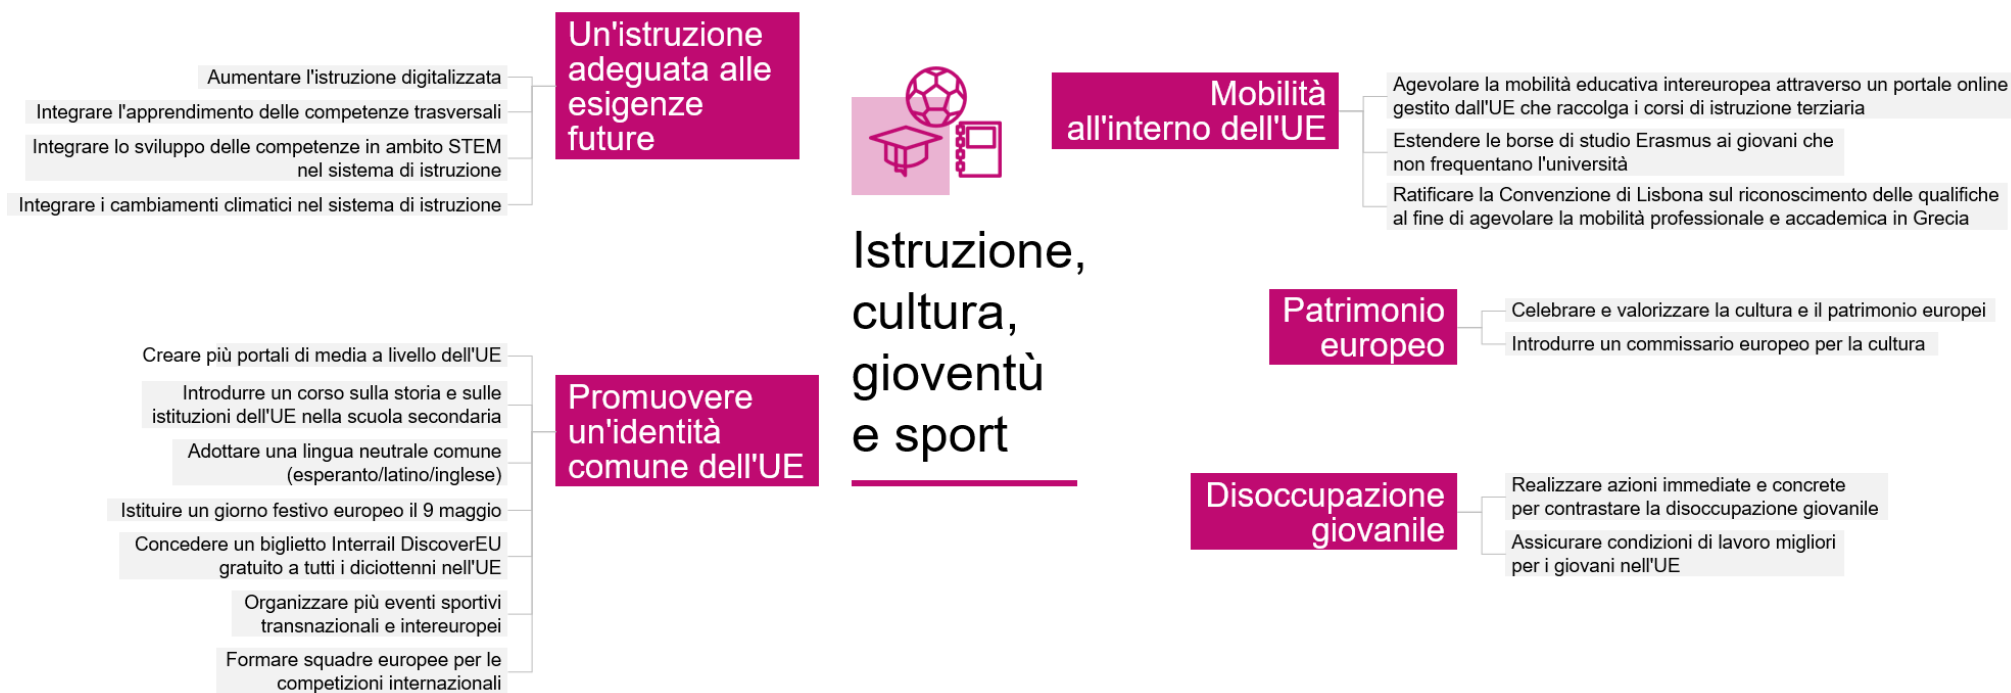 Un'istruzione
adeguata alle
esigenze
future
Aumentare l'istruzione digitalizzata
Integrare l'apprendimento delle competenze trasversali
Integrare lo sviluppo delle competenze in ambito STEM
nel sistema di istruzione
Integrare i cambiamenti climatici nel sistema di istruzione
Promuovere
un'identità
comune dell'UE
Creare più portali di media a livello dell'UE
Introdurre un corso sulla storia e sulle
istituzioni dell'UE nella scuola secondaria
Adottare una lingua neutrale comune
(esperanto/latino/inglese)
Istituire un giorno festivo europeo il 9 maggio
Concedere un biglietto Interrail DiscoverEU
gratuito a tutti i diciottenni nell'UE
Organizzare più eventi sportivi
transnazionali e intereuropei
Formare squadre europee per le
competizioni internazionali
Istruzione,
cultura,
gioventù
e sport
Mobilità
all'interno dell'UE
Agevolare la mobilità educativa intereuropea attraverso un portale online
gestito dall'UE che raccolga i corsi di istruzione terziaria
Estendere le borse di studio Erasmus ai giovani che
non frequentano l'università
Ratificare la Convenzione di Lisbona sul riconoscimento delle qualifiche
al fine di agevolare la mobilità professionale e accademica in Grecia
Patrimonio
europeo
Celebrare e valorizzare la cultura e il patrimonio europei
Introdurre un commissario europeo per la cultura
Disoccupazione
giovanile
Realizzare azioni immediate e concrete
per contrastare la disoccupazione giovanile
Assicurare condizioni di lavoro migliori
per i giovani nell'UE